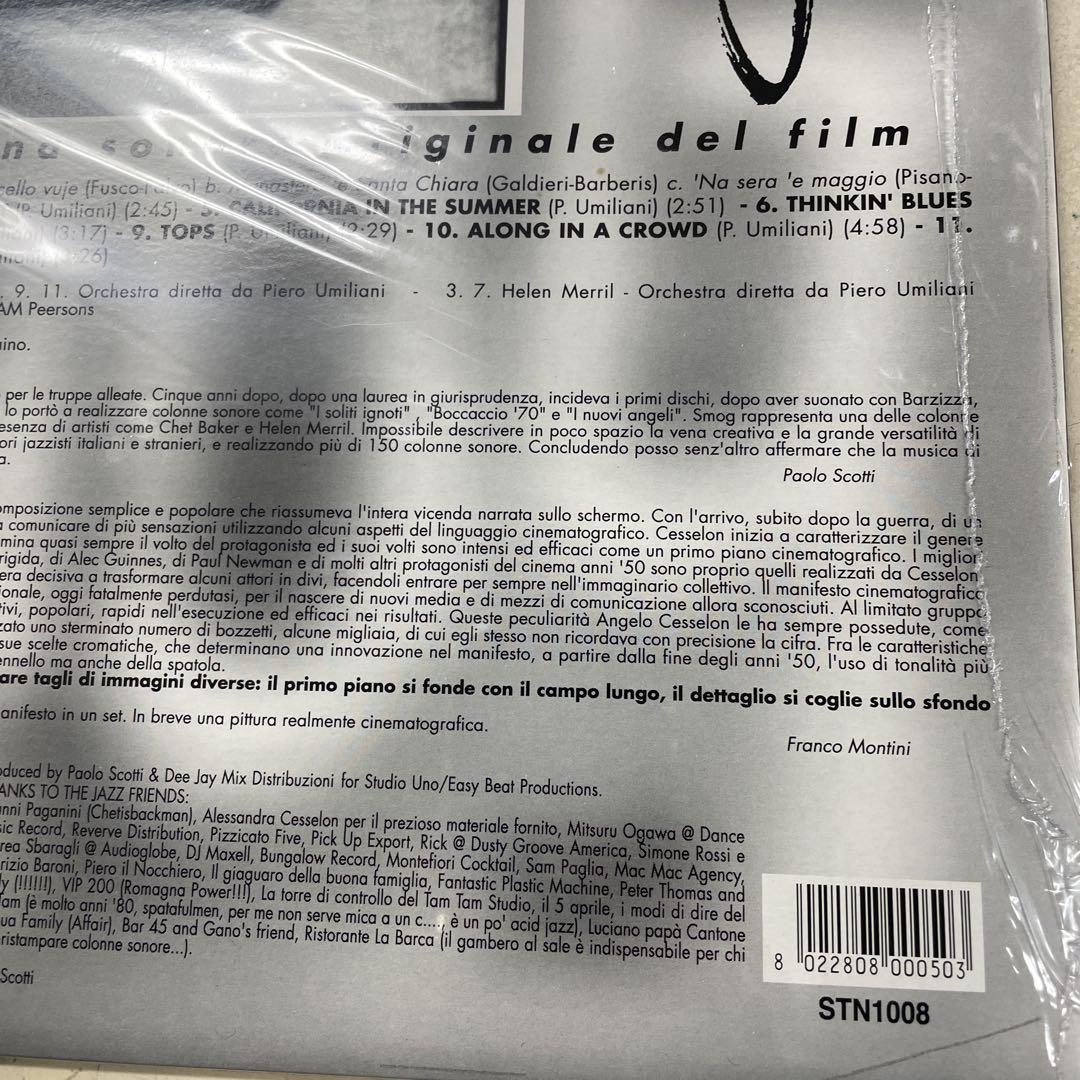 iginale del film
cello vuje (Fusco- b. 'e Santa Chiara (Galdieri-Barberis) c. 'Na sera 'e maggio (Pisano-
(P. Umiliani) (2:45) - 5. CALIFORNIA IN THE SUMMER (P. Umiliani) (2:51) - 6. THINKIN' BLUES
(3:17) - 9. TOPS (P. Umiliani) (2:29) - 10. ALONG IN A CROWD (P. Umiliani) (4:58) - 11.
26)
. 9. 11. Orchestra diretta da Piero Umiliani - 3. 7. Helen Merril - Orchestra diretta da Piero Umiliani
AM Peersons
ino.
per le truppe alleate. Cinque anni dopo, dopo una laurea in giurisprudenza, incideva i primi dischi, dopo aver suonato con Barzizza,
lo portò a realizzare colonne sonore come "I soliti ignoti" , "Boccaccio '70" e "I nuovi angeli". Smog rappresenta una delle colonne
esenza di artisti come Chet Baker e Helen Merril. Impossibile descrivere in poco spazio la vena creativa e la grande versatilità di
ori jazzisti italiani e stranieri, e realizzando più di 150 colonne sonore. Concludendo posso senz'altro affermare che la musica di
a.
Paolo Scotti
omposizione semplice e popolare che riassumeva l'intera vicenda narrata sullo schermo. Con l'arrivo, subito dopo la guerra, di un
a comunicare di più sensazioni utilizzando alcuni aspetti del linguaggio cinematografico. Cesselon inizia a caratterizzare il genere
mina quasi sempre il volto del protagonista ed i suoi volti sono intensi ed efficaci come un primo piano cinematografico. I miglior
rigida, di Alec Guinnes, di Paul Newman e di molti altri protagonisti del cinema anni '50 sono proprio quelli realizzati da Cesselon
era decisiva a trasformare alcuni attori in divi, facendoli entrare per sempre nell'immaginario collettivo. Il manifesto cinematografico
ionale, oggi fatalmente perdutasi, per il nascere di nuovi media e di mezzi di comunicazione allora sconosciuti. Al limitato gruppo
tivi, popolari, rapidi nell'esecuzione ed efficaci nei risultati. Queste peculiarità Angelo Cesselon le ha sempre possedute, come
zato uno sterminato numero di bozzetti, alcune migliaia, di cui egli stesso non ricordava con precisione la cifra. Fra le caratteristiche
sue scelte cromatiche, che determinano una innovazione nel manifesto, a partire dalla fine degli anni '50, l'uso di tonalità più
ennello ma anche della spatola.
are tagli di immagini diverse: il primo piano si fonde con il campo lungo, il dettaglio si coglie sullo sfondo
anifesto in un set. In breve una pittura realmente cinematografica.
Franco Montini
oduced by Paolo Scotti & Dee Jay Mix Distribuzioni for Studio Uno/Easy Beat Productions.
ANKS TO THE JAZZ FRIENDS:
nni Paganini (Chetisbackman), Alessandra Cesselon per il prezioso materiale fornito, Mitsuru Ogawa @ Dance
sic Record, Reverve Distribution, Pizzicato Five, Pick Up Export, Rick @ Dusty Groove America, Simone Rossi e
rea Sbaragli @ Audioglobe, DJ Maxell, Bungalow Record, Montefiori Cocktail, Sam Paglia, Mac Mac Agency,
rizio Baroni, Piero il Nocchiero, Il giaguaro della buona famiglia, Fantastic Plastic Machine, Peter Thomas and
ly (!!!!!!), VIP 200 (Romagna Power!!!), La torre di controllo del Tam Tam Studio, il 5 aprile, i modi di dire del
Tam (è molto anni '80, spatafulmen, per me non serve mica a un c...., è un po' acid jazz), Luciano papà Cantone
ua Family (Affair), Bar 45 and Gano's friend, Ristorante La Barca (il gambero al sale è indispensabile per chi
ristampare colonne sonore...).
Scotti
8 022808 000503
STN1008